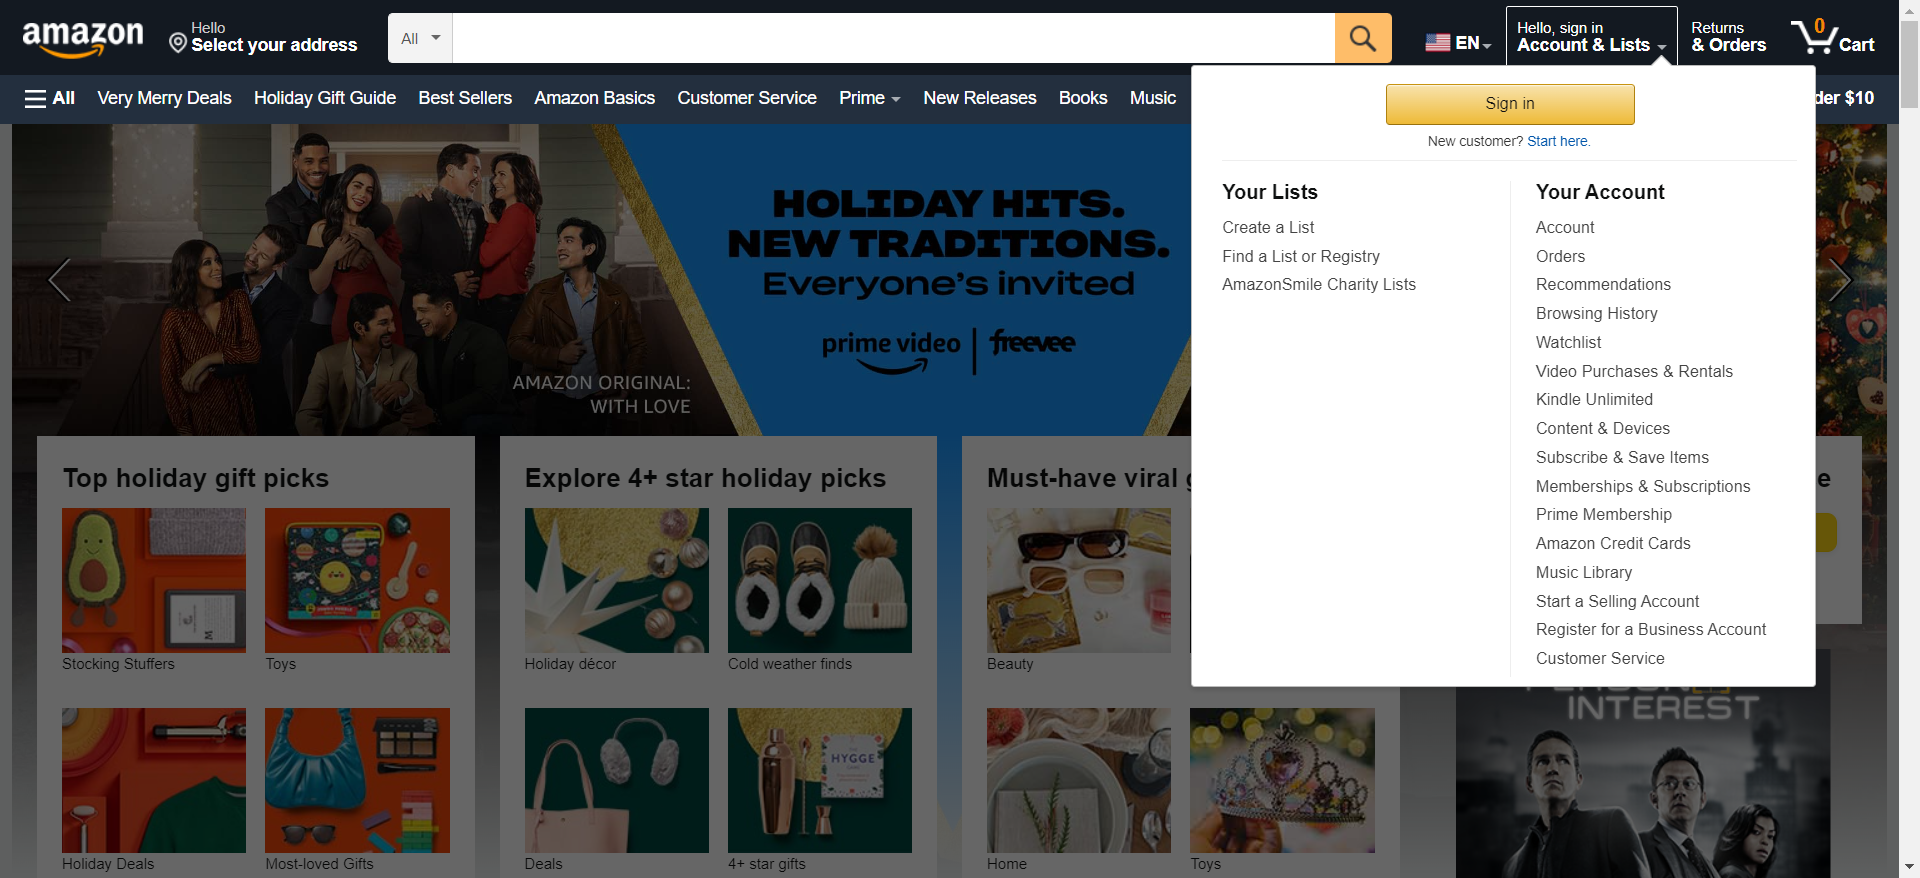 amazon
Hello
Select your address
All
EN
Hello, sign in
Account & Lists
Returns
& Orders
0
Cart
All
Very Merry Deals
Holiday Gift Guide
Best Sellers
Amazon Basics
Customer Service
Prime
New Releases
Books
Music
der $10
Sign in
New customer? Start here.
Your Lists
Create a List
Find a List or Registry
AmazonSmile Charity Lists
Your Account
Account
Orders
Recommendations
Browsing History
Watchlist
Video Purchases & Rentals
Kindle Unlimited
Content & Devices
Subscribe & Save Items
Memberships & Subscriptions
Prime Membership
Amazon Credit Cards
Music Library
Start a Selling Account
Register for a Business Account
Customer Service
HOLIDAY HITS.
NEW TRADITIONS.
Everyone's invited
prime video | freevee
AMAZON ORIGINAL:
WITH LOVE
Top holiday gift picks
Stocking Stuffers
Toys
Holiday Deals
Most-loved Gifts
Explore 4+ star holiday picks
Holiday décor
Cold weather finds
HYGGE
Deals
4+ star gifts
Must-have viral g
Beauty
Home
Toys
e
PERSON
INTEREST